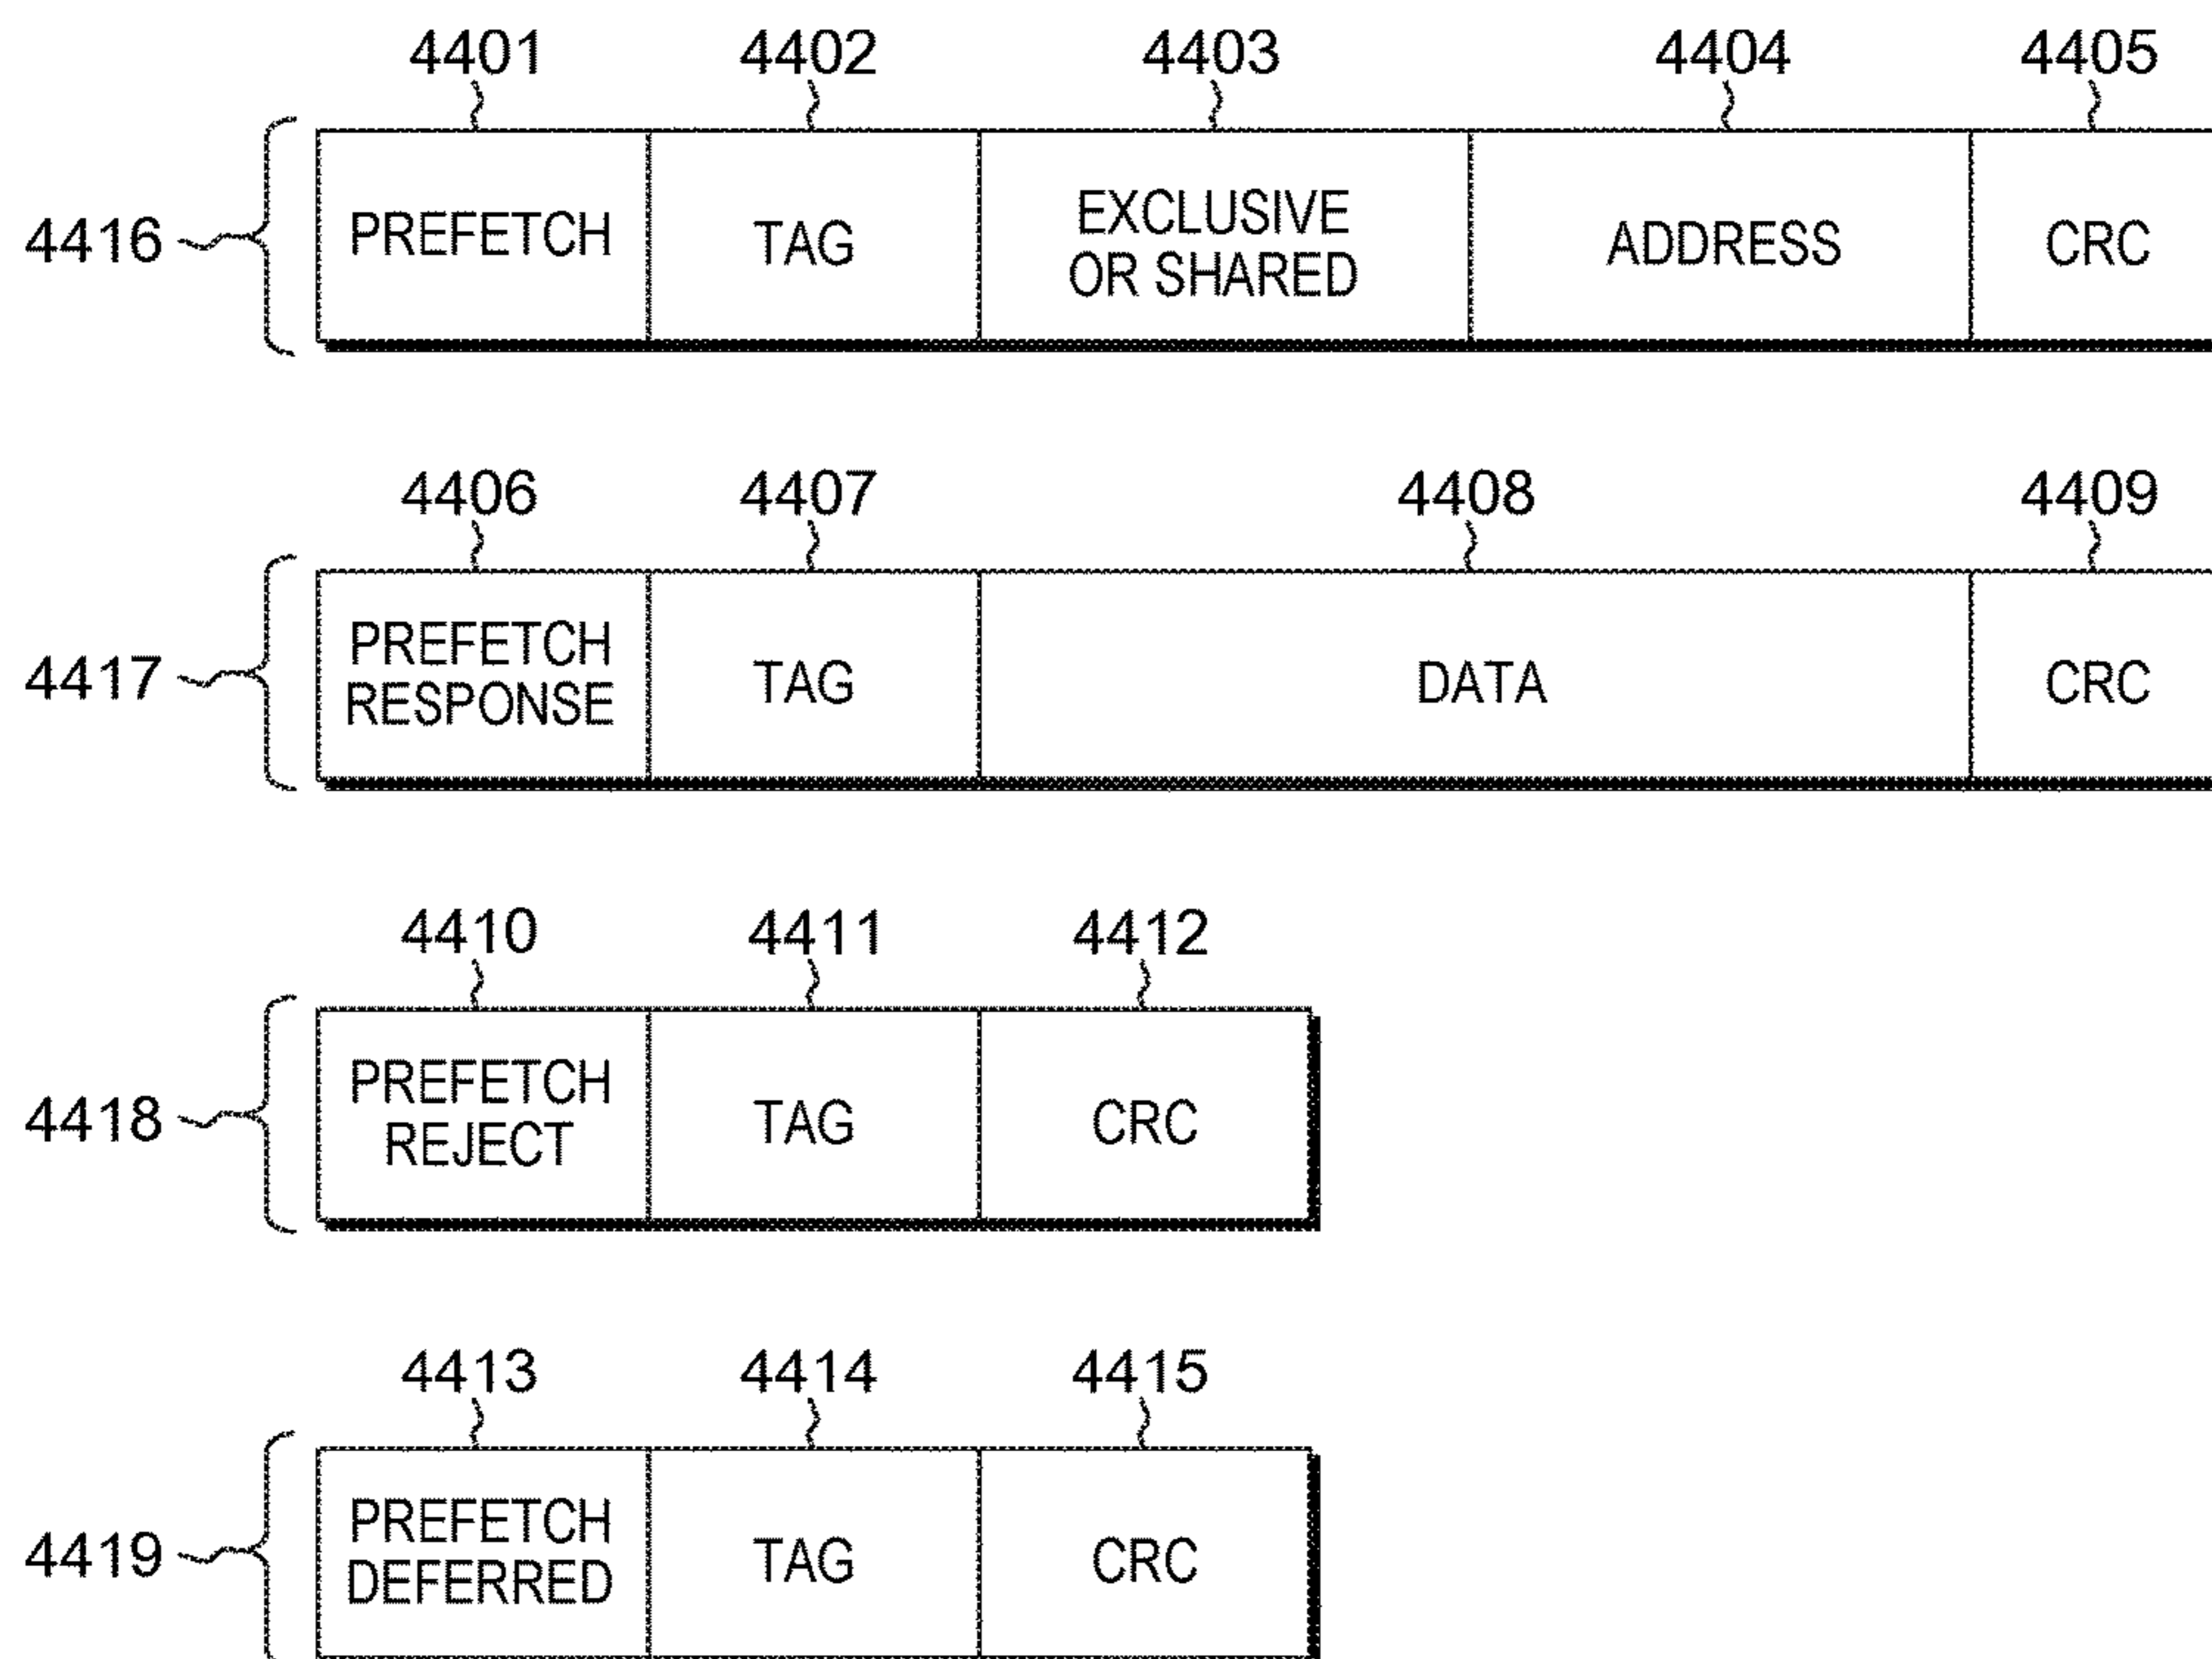 4401 4402 4403 4404 4405
4416 PREFETCH TAG EXCLUSIVE OR SHARED ADDRESS CRC
4406 4407 4408 4409
4417 PREFETCH RESPONSE TAG DATA CRC
4410 4411 4412
4418 PREFETCH REJECT TAG CRC
4413 4414 4415
4419 PREFETCH DEFERRED TAG CRC